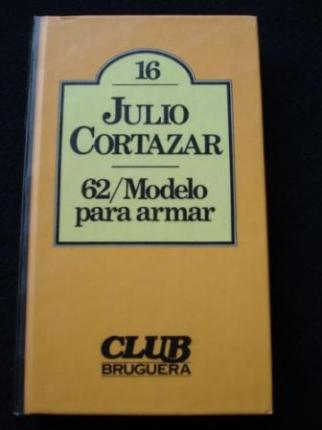 16
JULIO
CORTAZAR
62/Modelo
para armar
CLUB
BRUGUERA